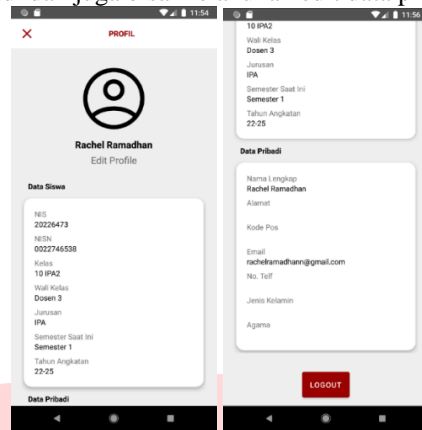 11:54
PROFIL
Rachel Ramadhan
Edit Profile
Data Siswa
NIS
20226473
NISN
0022746538
Kelas
10 IPA2
Wali Kelas
Dosen 3
Jurusan
IPA
Semester Saat Ini
Semester 1
Tahun Angkatan
22-25
Data Pribadi
11:56
10 IPA2
Wali Kelas
Dosen 3
Jurusan
IPA
Semester Saat Ini
Semester 1
Tahun Angkatan
22-25
Data Pribadi
Nama Lengkap
Rachel Ramadhan
Alamat
Kode Pos
Email
rachelramadhann@gmail.com
No. Telf
Jenis Kelamin
Agama
LOGOUT